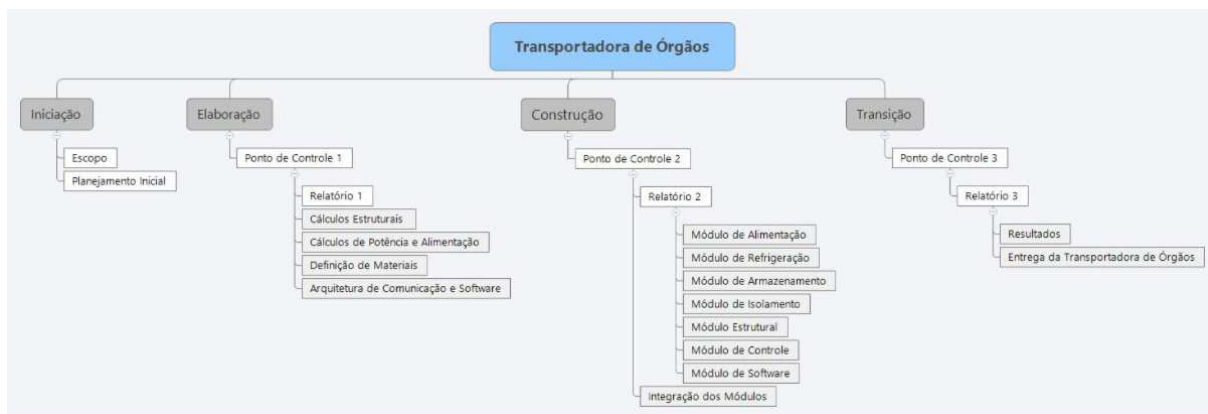 Transportadora de Órgãos
Iniciação
Escopo
Planejamento Inicial
Elaboração
Ponto de Controle 1
Relatório 1
Cálculos Estruturais
Cálculos de Potência e Alimentação
Definição de Materiais
Arquitetura de Comunicação e Software
Construção
Ponto de Controle 2
Relatório 2
Módulo de Alimentação
Módulo de Refrigeração
Módulo de Armazenamento
Módulo de Isolamento
Módulo Estrutural
Módulo de Controle
Módulo de Software
Integração dos Módulos
Transição
Ponto de Controle 3
Relatório 3
Resultados
Entrega da Transportadora de Órgãos